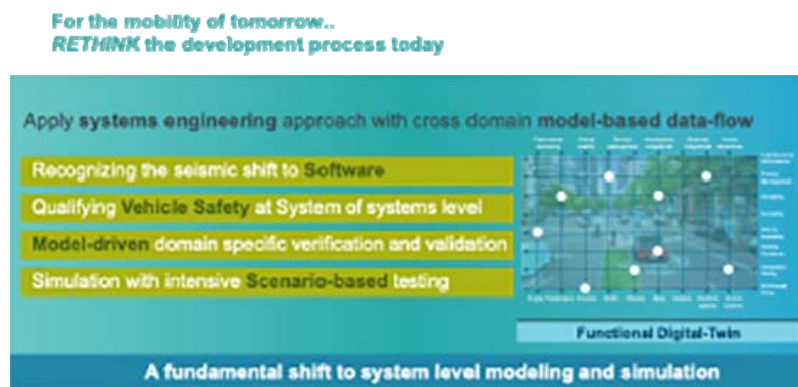 For the mobility of tomorrow..
RETHINK the development process today
Apply systems engineering approach with cross domain model-based data-flow
Recognizing the seismic shift to Software
Qualifying Vehicle Safety at System of systems level
Model-driven domain specific verification and validation
Simulation with intensive Scenario-based testing
Functional Digital-Twin
A fundamental shift to system level modeling and simulation